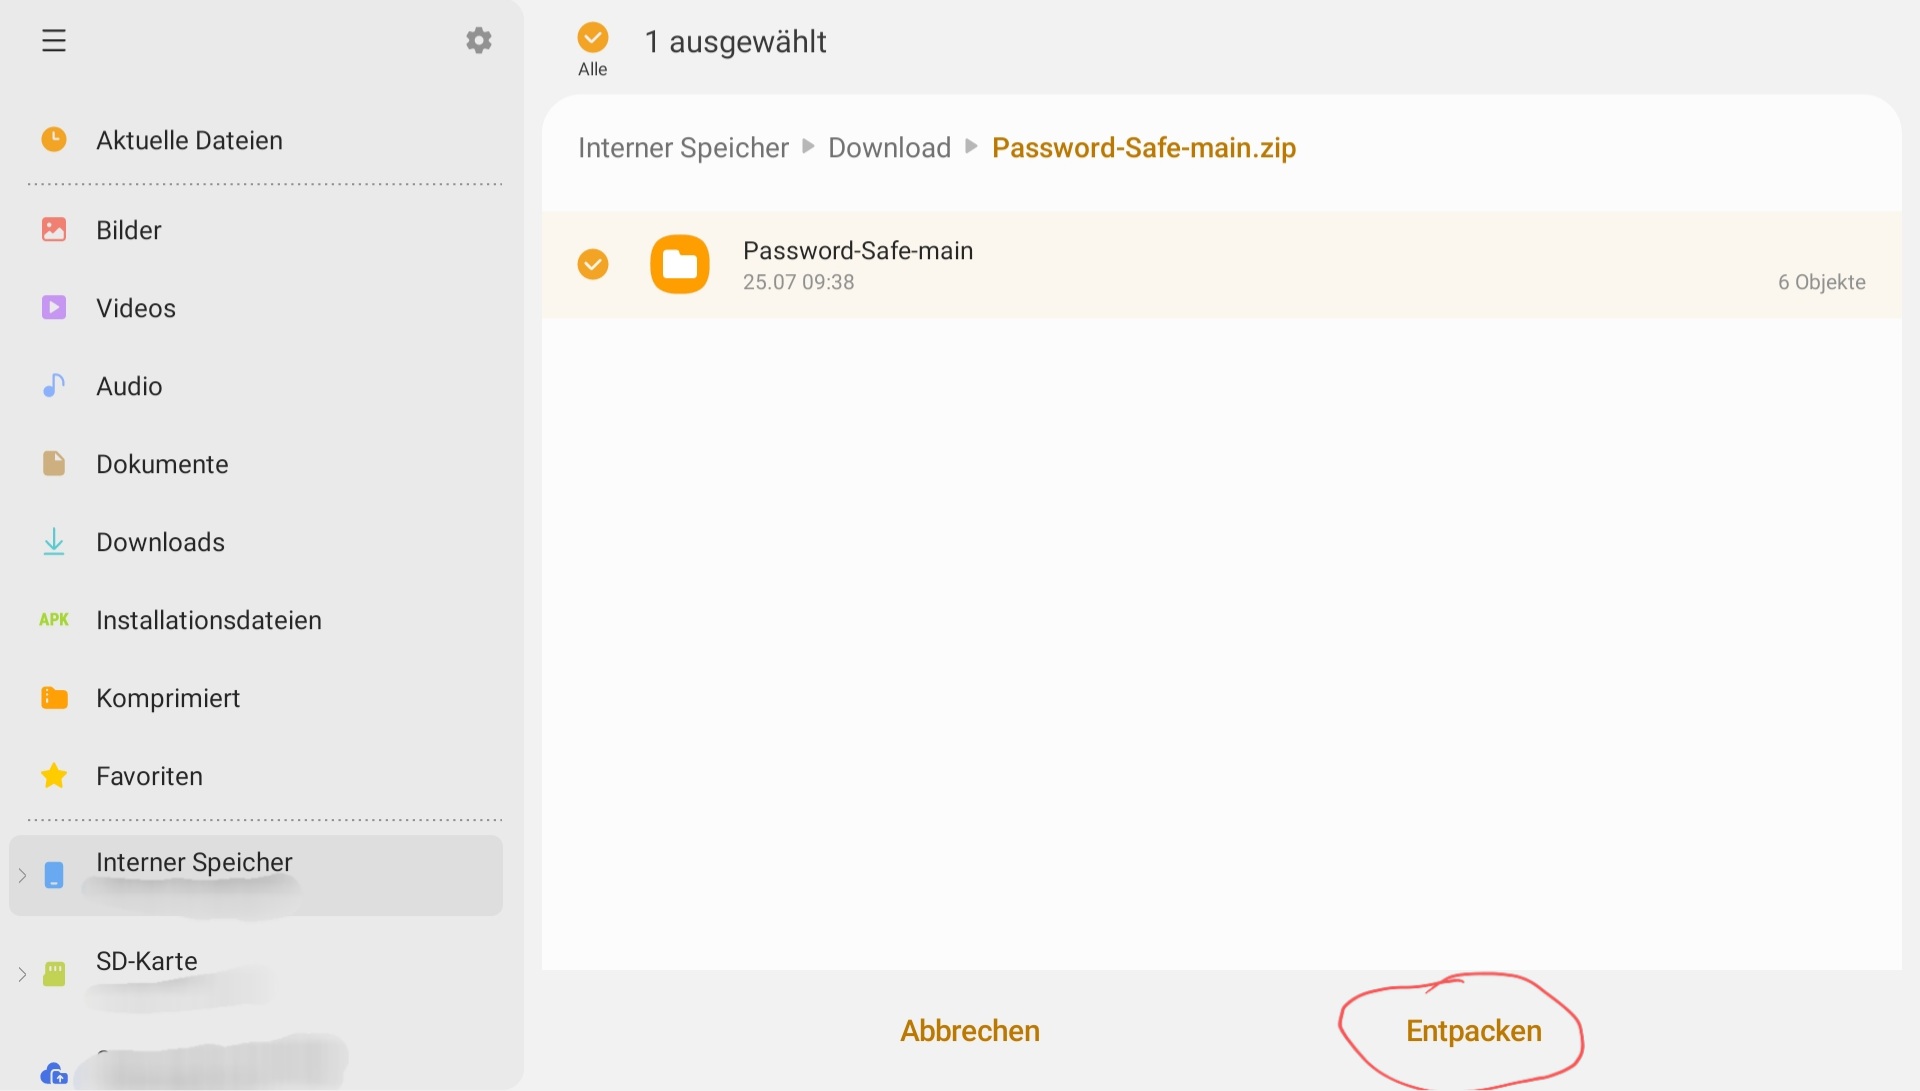 1 ausgewählt
Alle
Aktuelle Dateien
Bilder
Videos
Audio
Dokumente
Downloads
APK Installationsdateien
Komprimiert
Favoriten
Interner Speicher
SD-Karte
Interner Speicher Download Password-Safe-main.zip
Password-Safe-main
25.07 09:38
6 Objekte
Abbrechen
Entpacken